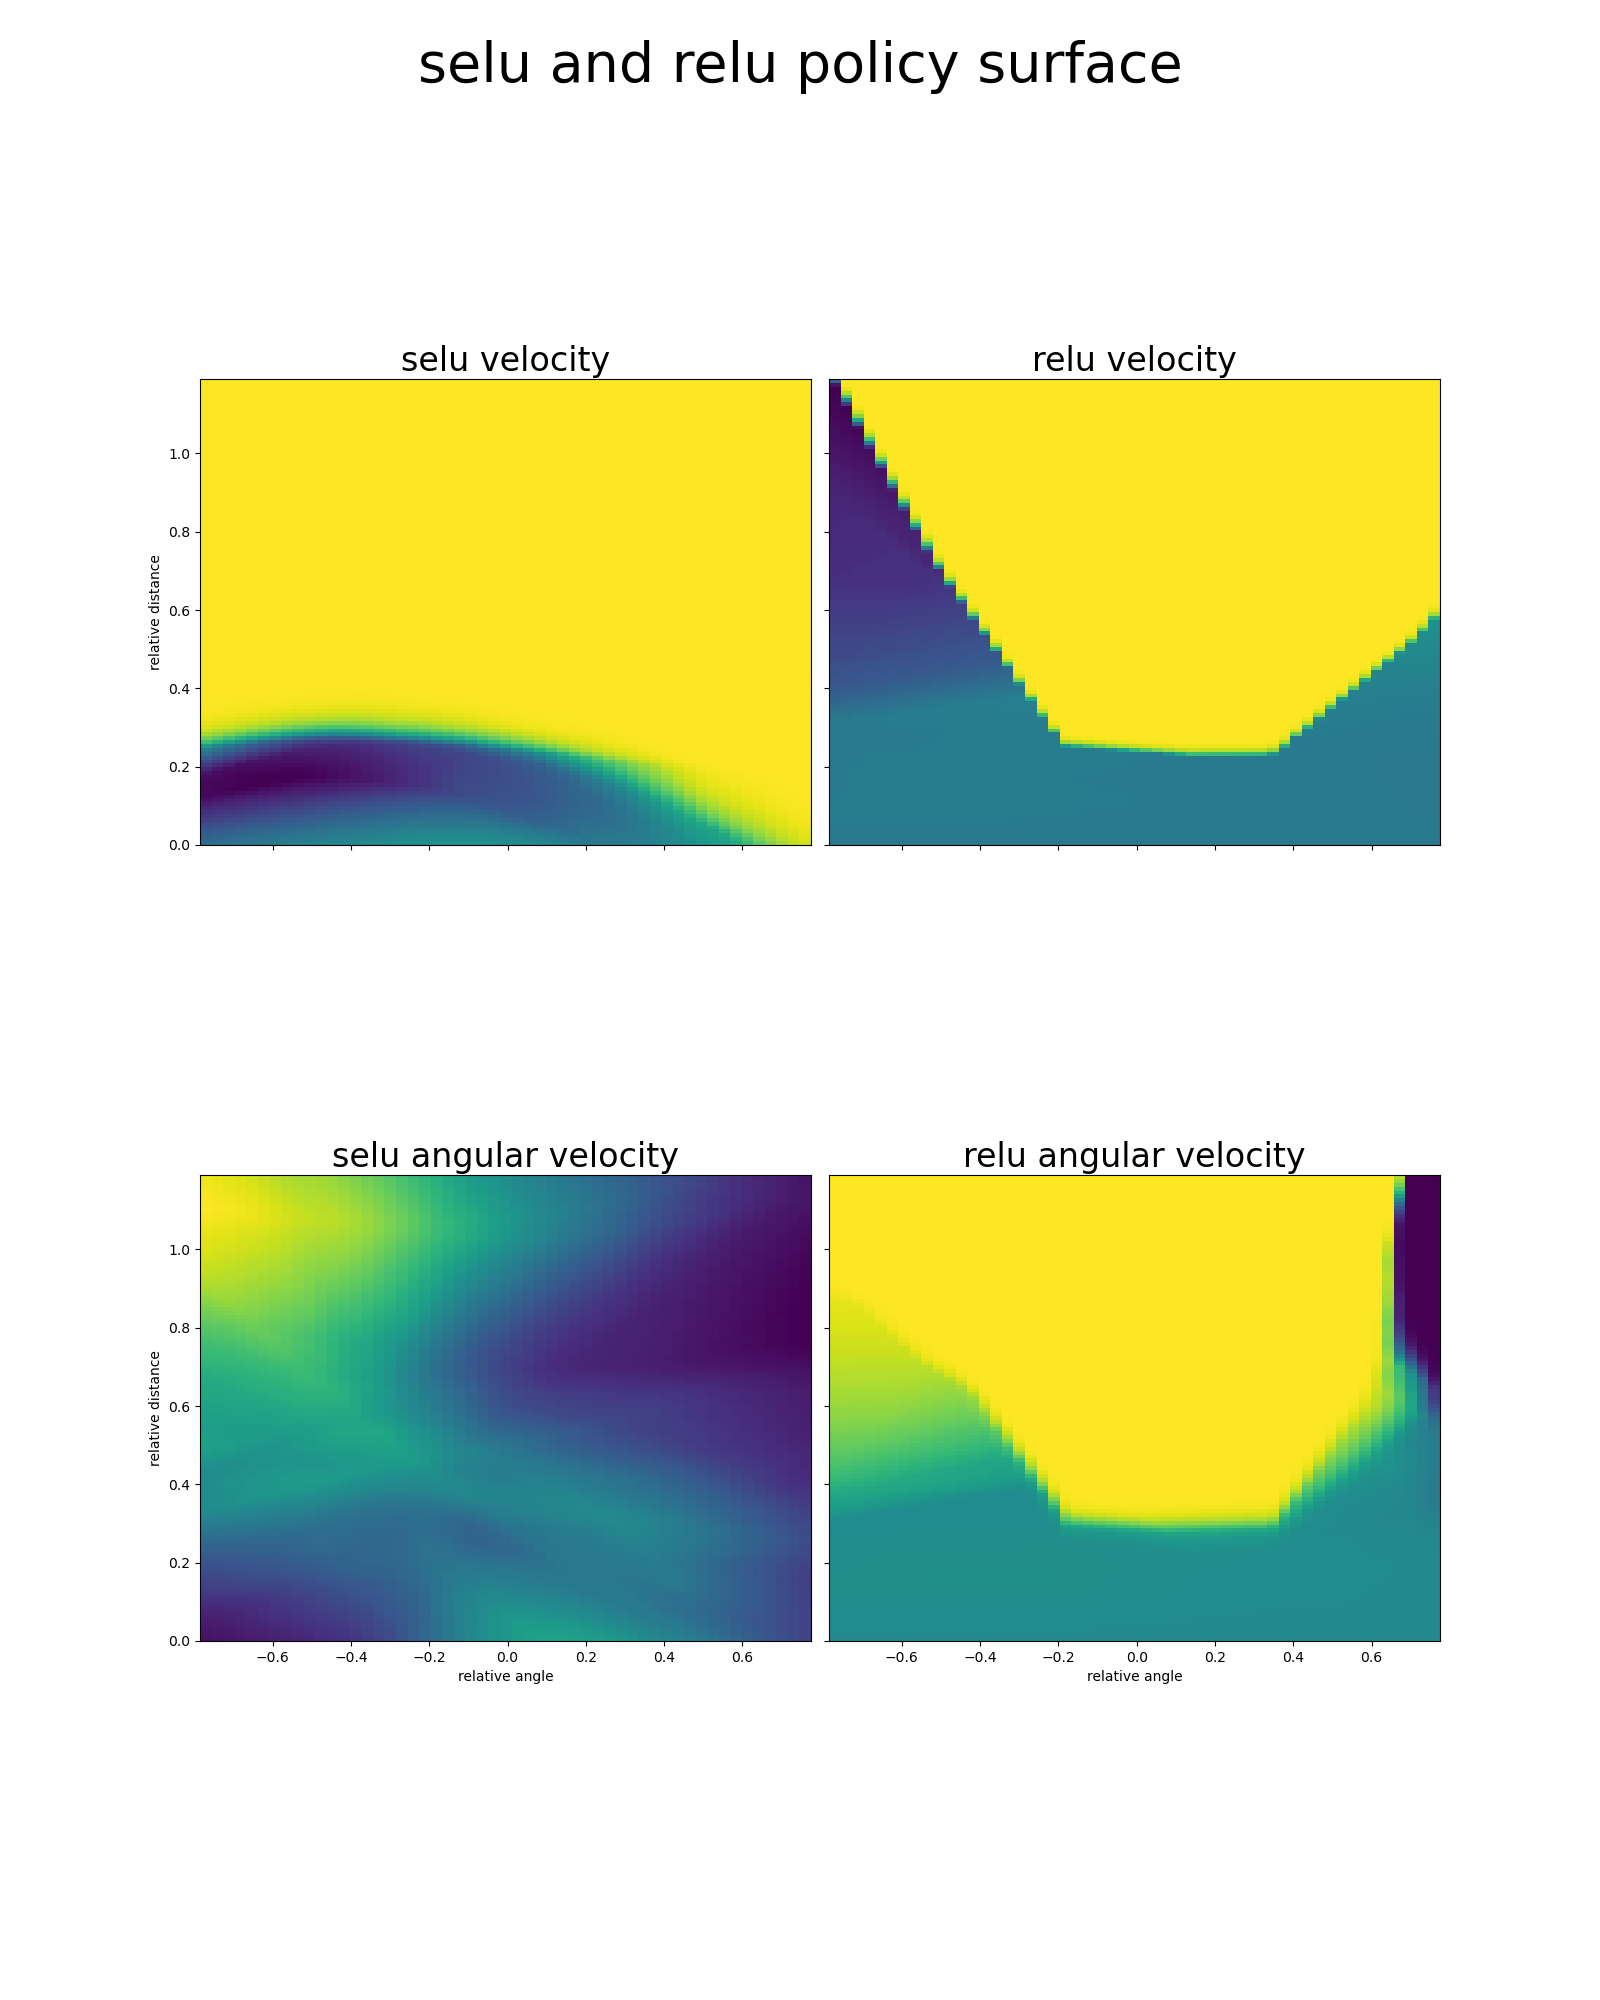 selu and relu policy surface
selu velocity
relu velocity
1.0
0.8
0.6
0.4
0.2
0.0
relative distance
selu angular velocity
relu angular velocity
1.0
0.8
0.6
0.4
0.2
0.0
relative distance
−0.6 −0.4 −0.2 0.0 0.2 0.4 0.6
relative angle
−0.6 −0.4 −0.2 0.0 0.2 0.4 0.6
relative angle